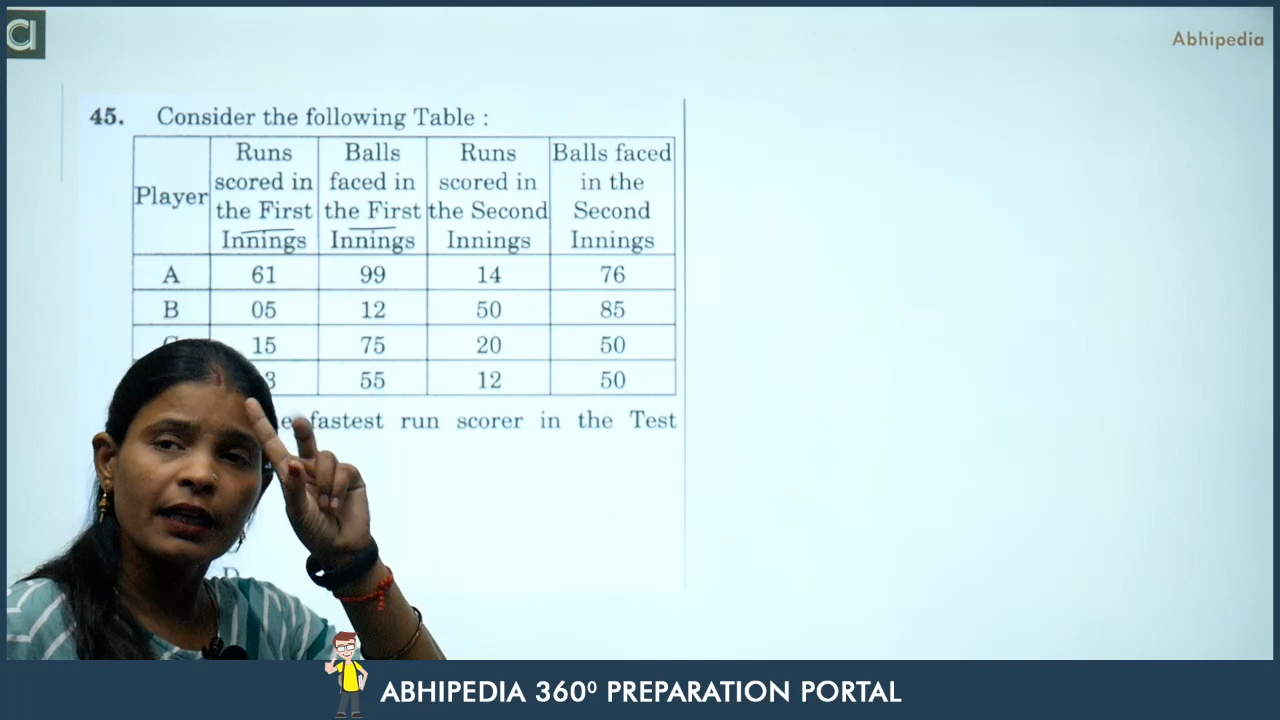 Abhipedia
45. Consider the following Table :
Player
Runs scored in the First Innings
Balls faced in the First Innings
Runs scored in the Second Innings
Balls faced in the Second Innings
A 61 99 14 76
B 05 12 50 85
15 75 20 50
55 12 50
fastest run scorer in the Test
ABHIPEDIA 360⁰ PREPARATION PORTAL